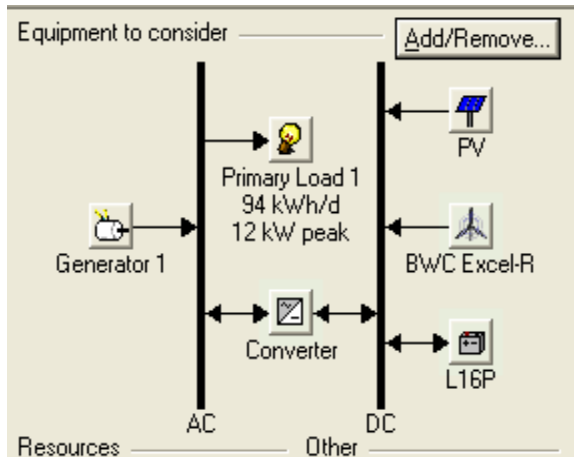 Equipment to consider
Add/Remove...
Primary Load 1
94 kWh/d
12 kW peak
PV
Generator 1
BWC Excel-R
Converter
L16P
AC
DC
Resources
Other